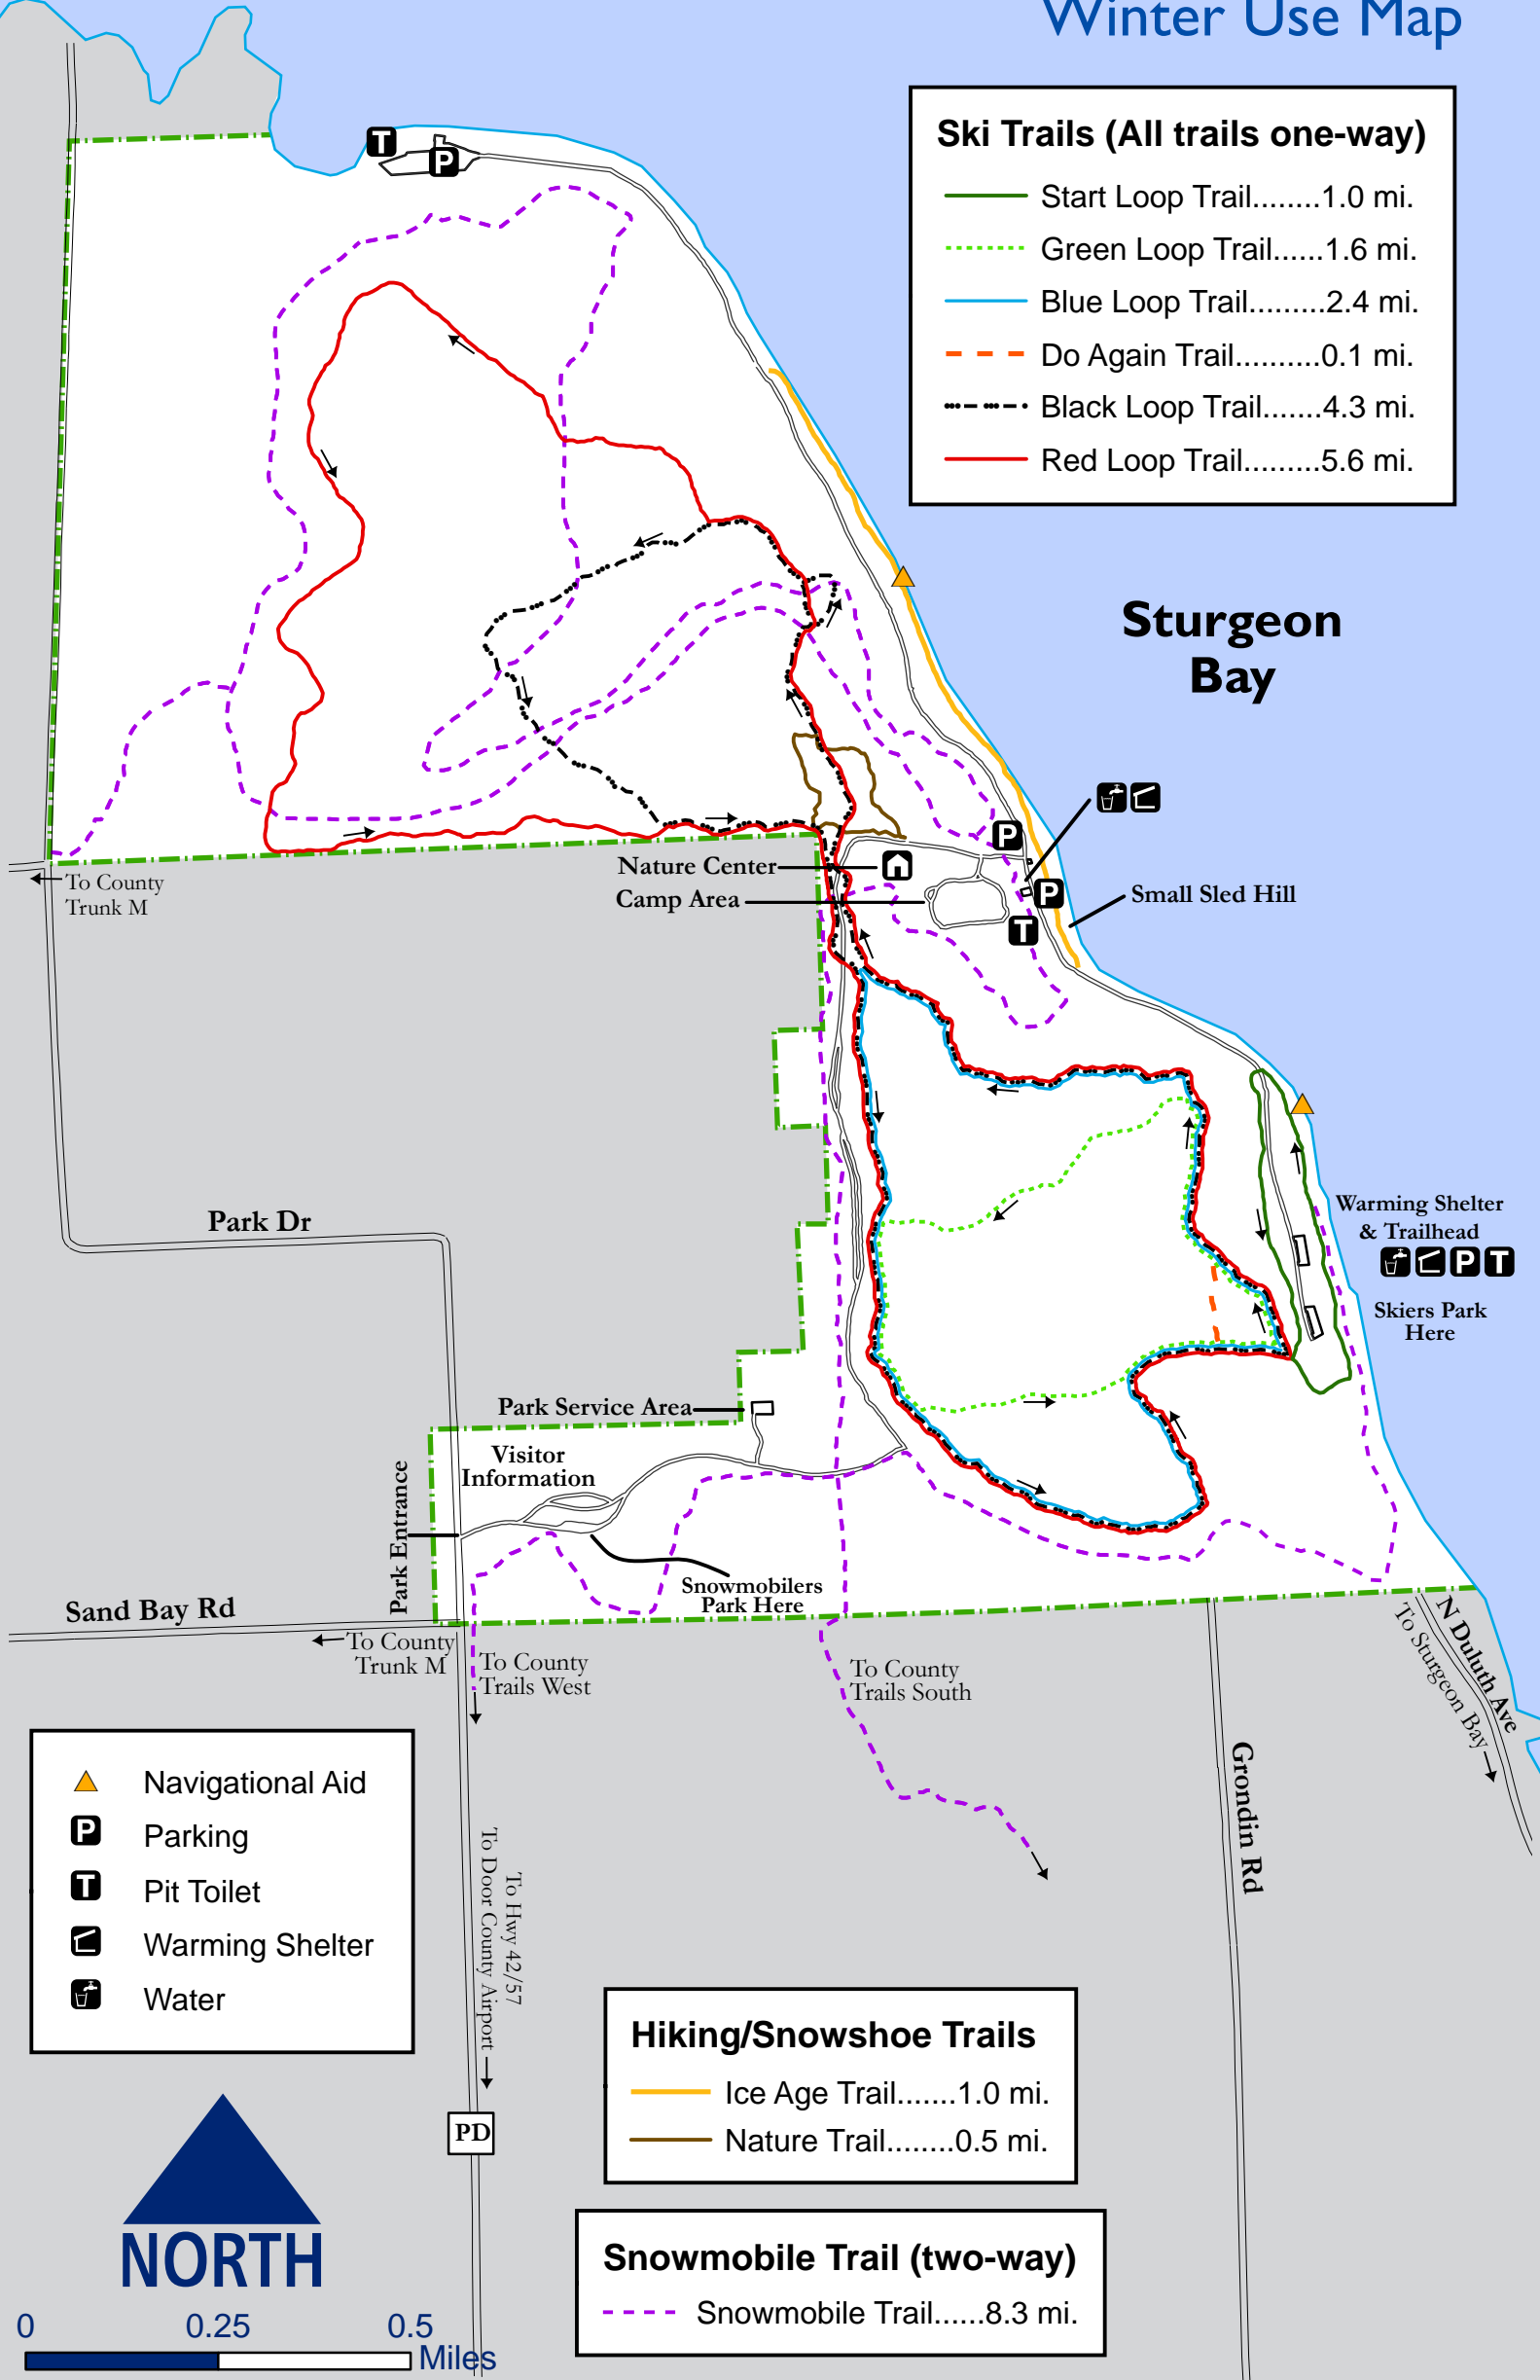 Winter Use Map
Ski Trails (All trails one-way)
Start Loop Trail........1.0 mi.
Green Loop Trail......1.6 mi.
Blue Loop Trail.........2.4 mi.
Do Again Trail..........0.1 mi.
Black Loop Trail.......4.3 mi.
Red Loop Trail.........5.6 mi.
T
P
Sturgeon
Bay
P
Nature Center
Camp Area
P
Small Sled Hill
T
To County
Trunk M
Park Dr
Warming Shelter
& Trailhead
P T
Skiers Park
Here
Park Service Area
Visitor
Information
Park Entrance
Snowmobilers
Park Here
Sand Bay Rd
To County
Trunk M
To County
Trails West
To County
Trails South
N Duluth Ave
To Sturgeon Bay
Grondin Rd
Navigational Aid
P Parking
T Pit Toilet
Warming Shelter
Water
To Hwy 42/57
To Door County Airport
PD
Hiking/Snowshoe Trails
Ice Age Trail.......1.0 mi.
Nature Trail........0.5 mi.
Snowmobile Trail (two-way)
Snowmobile Trail......8.3 mi.
NORTH
0 0.25 0.5
Miles